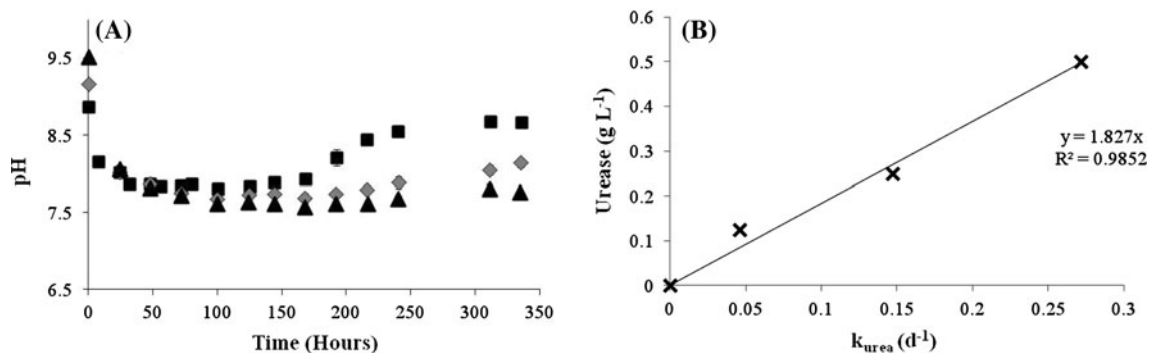 (A)
9.5
8.5
7.5
6.5
pH
0 50 100 150 200 250 300 350
Time (Hours)
(B)
0.6
0.5
0.4
0.3
0.2
0.1
0
Urease (g L⁻¹)
y = 1.827x
R² = 0.9852
0 0.05 0.1 0.15 0.2 0.25 0.3
k_urea (d⁻¹)